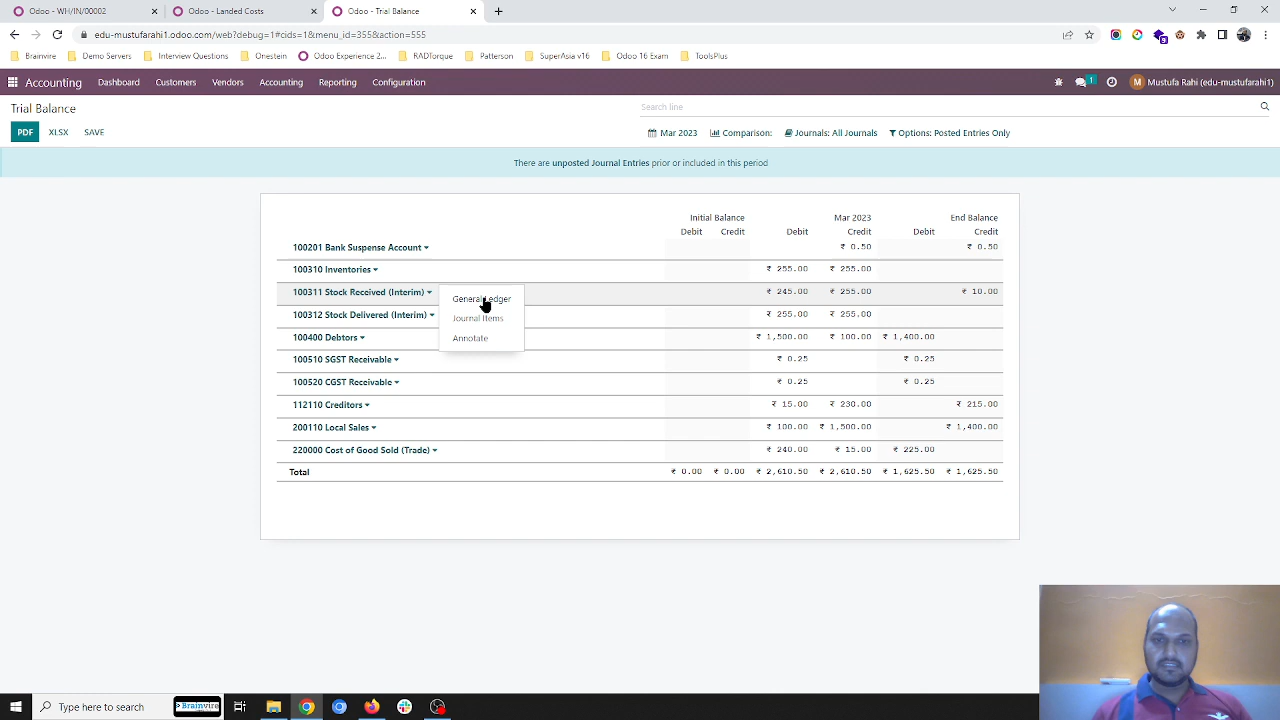 Odoo - WH/IN/00002
Odoo - Landed Costs
Odoo - Trial Balance
edu-mustufarahi1.odoo.com/web?debug=1#cids=1&menu_id=355&action=555
Brainvire
Demo Servers
Interview Questions
Onestein
Odoo Experience 2...
RADTorque
Patterson
SuperAsia v16
Odoo 16 Exam
ToolsPlus
Accounting
Dashboard
Customers
Vendors
Accounting
Reporting
Configuration
1
M
Mustufa Rahi (edu-mustufarahi1)
Trial Balance
Search line
PDF
XLSX
SAVE
Mar 2023
Comparison:
Journals: All Journals
Options: Posted Entries Only
There are unposted Journal Entries prior or included in this period
Initial Balance Mar 2023 End Balance
Debit Credit Debit Credit Debit Credit
100201 Bank Suspense Account ₹ 0.50 ₹ 0.50
100310 Inventories ₹ 255.00 ₹ 255.00
100311 Stock Received (Interim) ₹ 245.00 ₹ 255.00 ₹ 10.00
General Ledger
Journal Items
Annotate
100312 Stock Delivered (Interim) ₹ 255.00 ₹ 255.00
100400 Debtors ₹ 1,500.00 ₹ 100.00 ₹ 1,400.00
100510 SGST Receivable ₹ 0.25 ₹ 0.25
100520 CGST Receivable ₹ 0.25 ₹ 0.25
112110 Creditors ₹ 15.00 ₹ 230.00 ₹ 215.00
200110 Local Sales ₹ 100.00 ₹ 1,500.00 ₹ 1,400.00
220000 Cost of Good Sold (Trade) ₹ 240.00 ₹ 15.00 ₹ 225.00
Total ₹ 0.00 ₹ 0.00 ₹ 2,610.50 ₹ 2,610.50 ₹ 1,625.50 ₹ 1,625.50
Type here to search
Brainvire